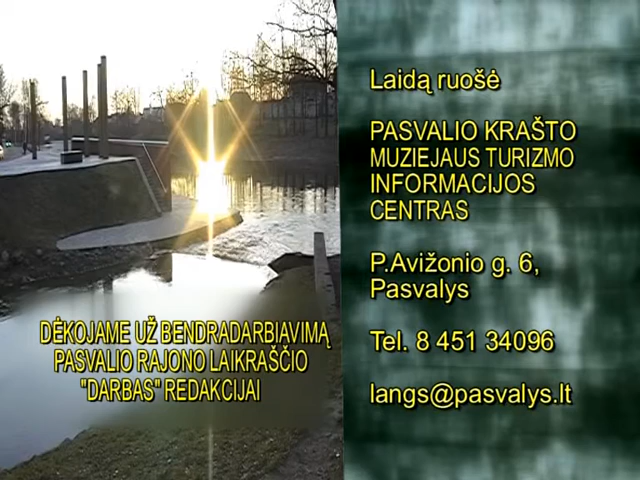 DĖKOJAME UŽ BENDRADARBIAVIMĄ
PASVALIO RAJONO LAIKRAŠČIO
"DARBAS" REDAKCIJAI
Laidą ruošė
PASVALIO KRAŠTO
MUZIEJAUS TURIZMO
INFORMACIJOS
CENTRAS
P.Avižonio g. 6,
Pasvalys
Tel. 8 451 34096
langs@pasvalys.lt